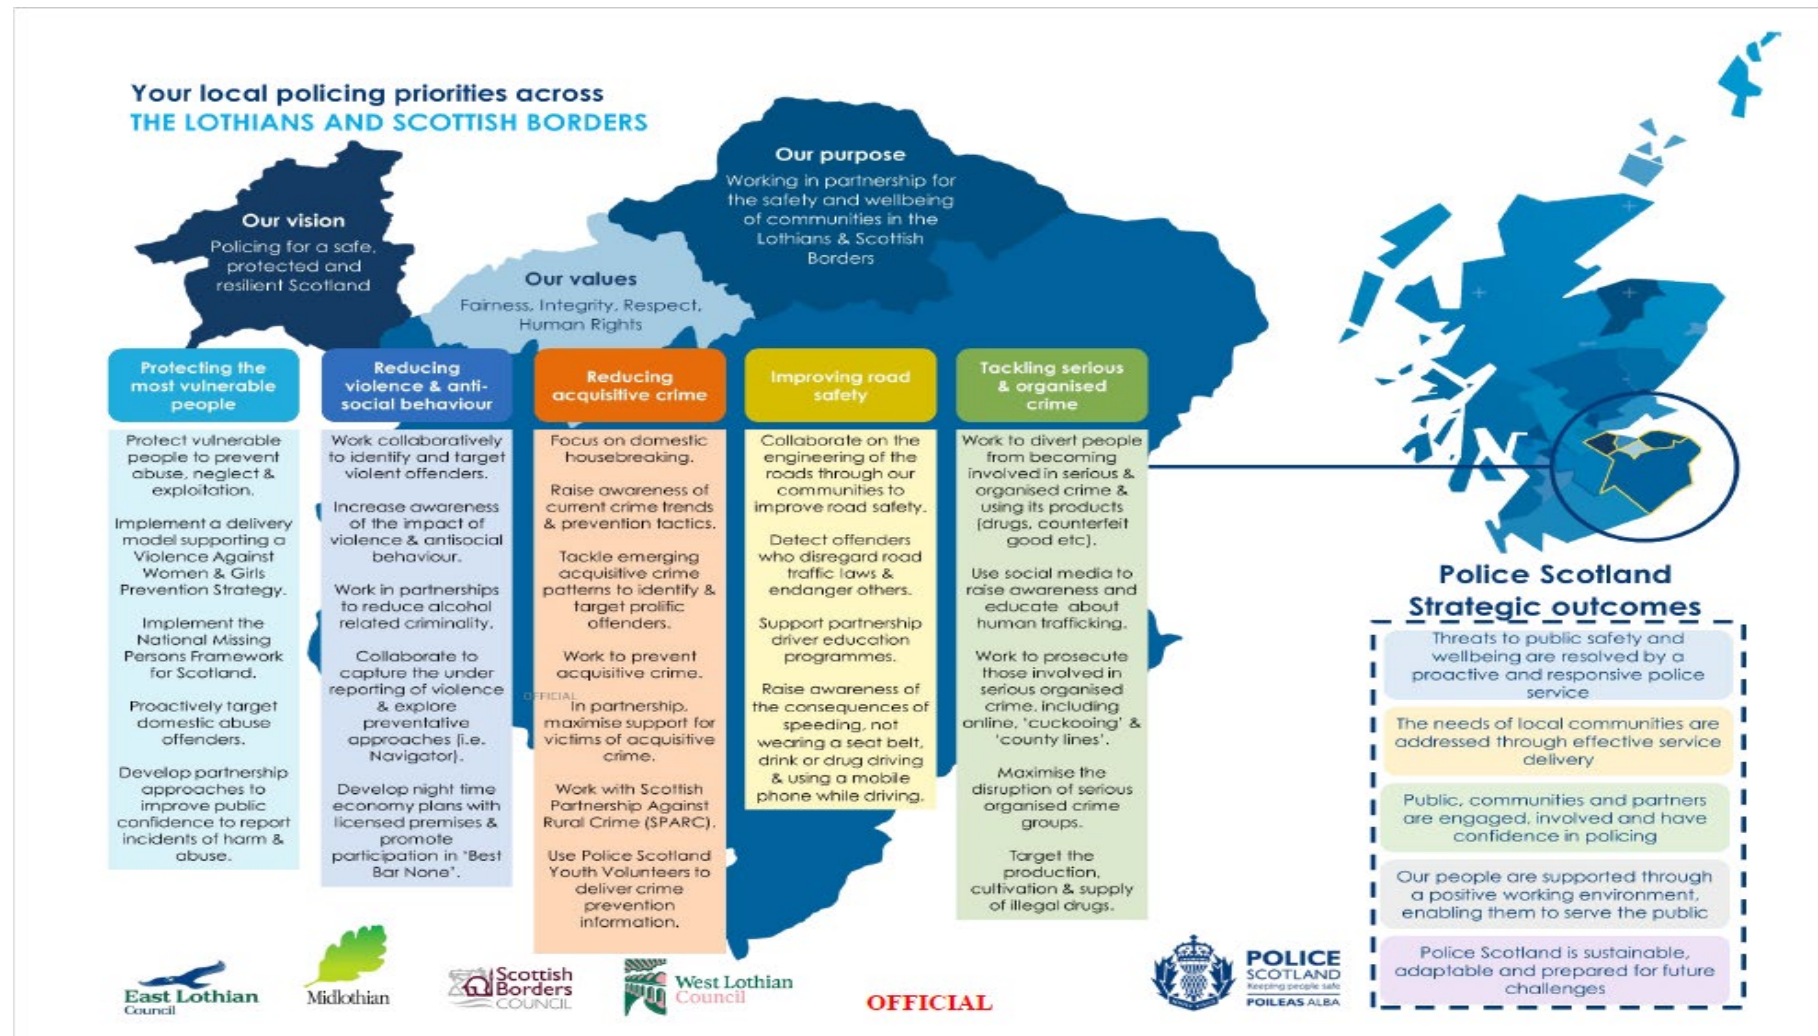 Your local policing priorities across
THE LOTHIANS AND SCOTTISH BORDERS
Our vision
Policing for a safe,
protected and
resilient Scotland
Our values
Fairness, Integrity, Respect,
Human Rights
Our purpose
Working in partnership for
the safety and wellbeing
of communities in the
Lothians & Scottish
Borders
Protecting the
most vulnerable
people
Protect vulnerable
people to prevent
abuse, neglect &
exploitation.
Implement a delivery
model supporting a
Violence Against
Women & Girls
Prevention Strategy.
Implement the
National Missing
Persons Framework
for Scotland.
Proactively target
domestic abuse
offenders.
Develop partnership
approaches to
improve public
confidence to report
incidents of harm &
abuse.
Reducing
violence & anti-
social behaviour
Work collaboratively
to identify and target
violent offenders.
Increase awareness
of the impact of
violence & antisocial
behaviour.
Work in partnerships
to reduce alcohol
related criminality.
Collaborate to
capture the under
reporting of violence
& explore
preventative
approaches (i.e.
Navigator).
Develop night time
economy plans with
licensed premises &
promote
participation in "Best
Bar None".
Reducing
acquisitive crime
Focus on domestic
housebreaking.
Raise awareness of
current crime trends
& prevention tactics.
Tackle emerging
acquisitive crime
patterns to identify &
target prolific
offenders.
Work to prevent
acquisitive crime.
OFFICIAL
In partnership,
maximise support for
victims of acquisitive
crime.
Work with Scottish
Partnership Against
Rural Crime (SPARC).
Use Police Scotland
Youth Volunteers to
deliver crime
prevention
information.
Improving road
safety
Collaborate on the
engineering of the
roads through our
communities to
improve road safety.
Detect offenders
who disregard road
traffic laws &
endanger others.
Support partnership
driver education
programmes.
Raise awareness of
the consequences of
speeding, not
wearing a seat belt,
drink or drug driving
& using a mobile
phone while driving.
Tackling serious
& organised
crime
Work to divert people
from becoming
involved in serious &
organised crime &
using its products
(drugs, counterfeit
good etc).
Use social media to
raise awareness and
educate about
human trafficking.
Work to prosecute
those involved in
serious organised
crime, including
online, 'cuckooing' &
'county lines'.
Maximise the
disruption of serious
organised crime
groups.
Target the
production,
cultivation & supply
of illegal drugs.
Police Scotland
Strategic outcomes
Threats to public safety and
wellbeing are resolved by a
proactive and responsive police
service
The needs of local communities are
addressed through effective service
delivery
Public, communities and partners
are engaged, involved and have
confidence in policing
Our people are supported through
a positive working environment,
enabling them to serve the public
Police Scotland is sustainable,
adaptable and prepared for future
challenges
East Lothian
Council
Midlothian
Scottish
Borders
COUNCIL
West Lothian
Council
OFFICIAL
POLICE
SCOTLAND
Keeping people safe
POILEAS ALBA